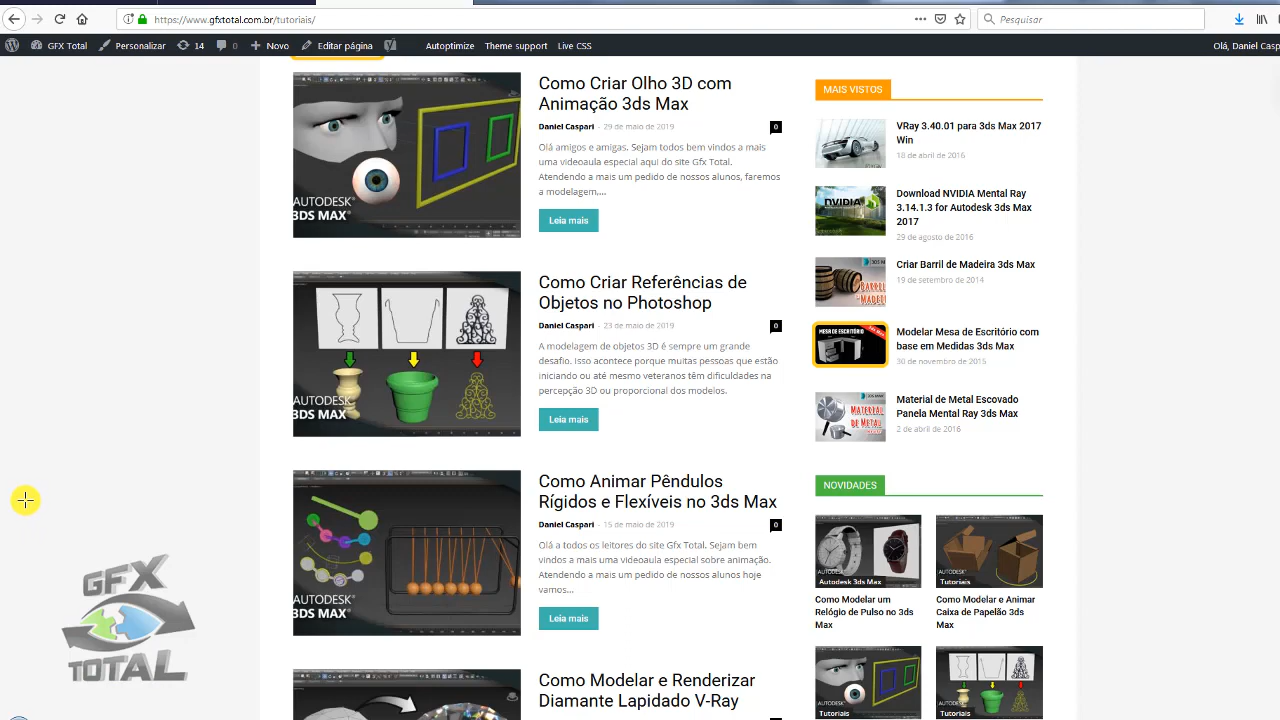 https://www.gfxtotal.com.br/tutoriais/
Pesquisar
GFX Total
Personalizar
14
0
Novo
Editar página
Autoptimize
Theme support
Live CSS
Olá, Daniel Casp
Como Criar Olho 3D com
Animação 3ds Max
Daniel Caspari - 29 de maio de 2019
0
Olá amigos e amigas. Sejam todos bem vindos a mais
uma videoaula especial aqui do site Gfx Total.
Atendendo a mais um pedido de nossos alunos, faremos
a modelagem....
Leia mais
AUTODESK®
3DS MAX®
Como Criar Referências de
Objetos no Photoshop
Daniel Caspari - 23 de maio de 2019
0
A modelagem de objetos 3D é sempre um grande
desafio. isso acontece porque muitas pessoas que estão
iniciando ou até mesmo veteranos têm dificuldades na
percepção 3D ou proporcional dos modelos.
Leia mais
AUTODESK®
3DS MAX®
Como Animar Pêndulos
Rígidos e Flexíveis no 3ds Max
Daniel Caspari - 15 de maio de 2019
0
Olá a todos os leitores do site Gfx Total. Sejam bem
vindos a mais uma videoaula especial sobre animação.
Atendendo a mais um pedido de nossos alunos hoje
vamos...
Leia mais
AUTODESK®
3DS MAX®
Como Modelar e Renderizar
Diamante Lapidado V-Ray
GFX
TOTAL
MAIS VISTOS
VRay 3.40.01 para 3ds Max 2017
Win
18 de abril de 2016
NVIDIA
Download NVIDIA Mental Ray
3.14.1.3 for Autodesk 3ds Max
2017
29 de agosto de 2016
3DS MAX
BARRIL
MADEIRA
Criar Barril de Madeira 3ds Max
19 de setembro de 2014
MESA DE ESCRITÓRIO
Modelar Mesa de Escritório com
base em Medidas 3ds Max
30 de novembro de 2015
3DS MAX
MATERIAL
DE METAL
Material de Metal Escovado
Panela Mental Ray 3ds Max
2 de abril de 2016
NOVIDADES
Autodesk 3ds Max
Como Modelar um
Relógio de Pulso no 3ds
Max
Tutoriais
Como Modelar e Animar
Caixa de Papelão 3ds
Max
Tutoriais
Tutoriais